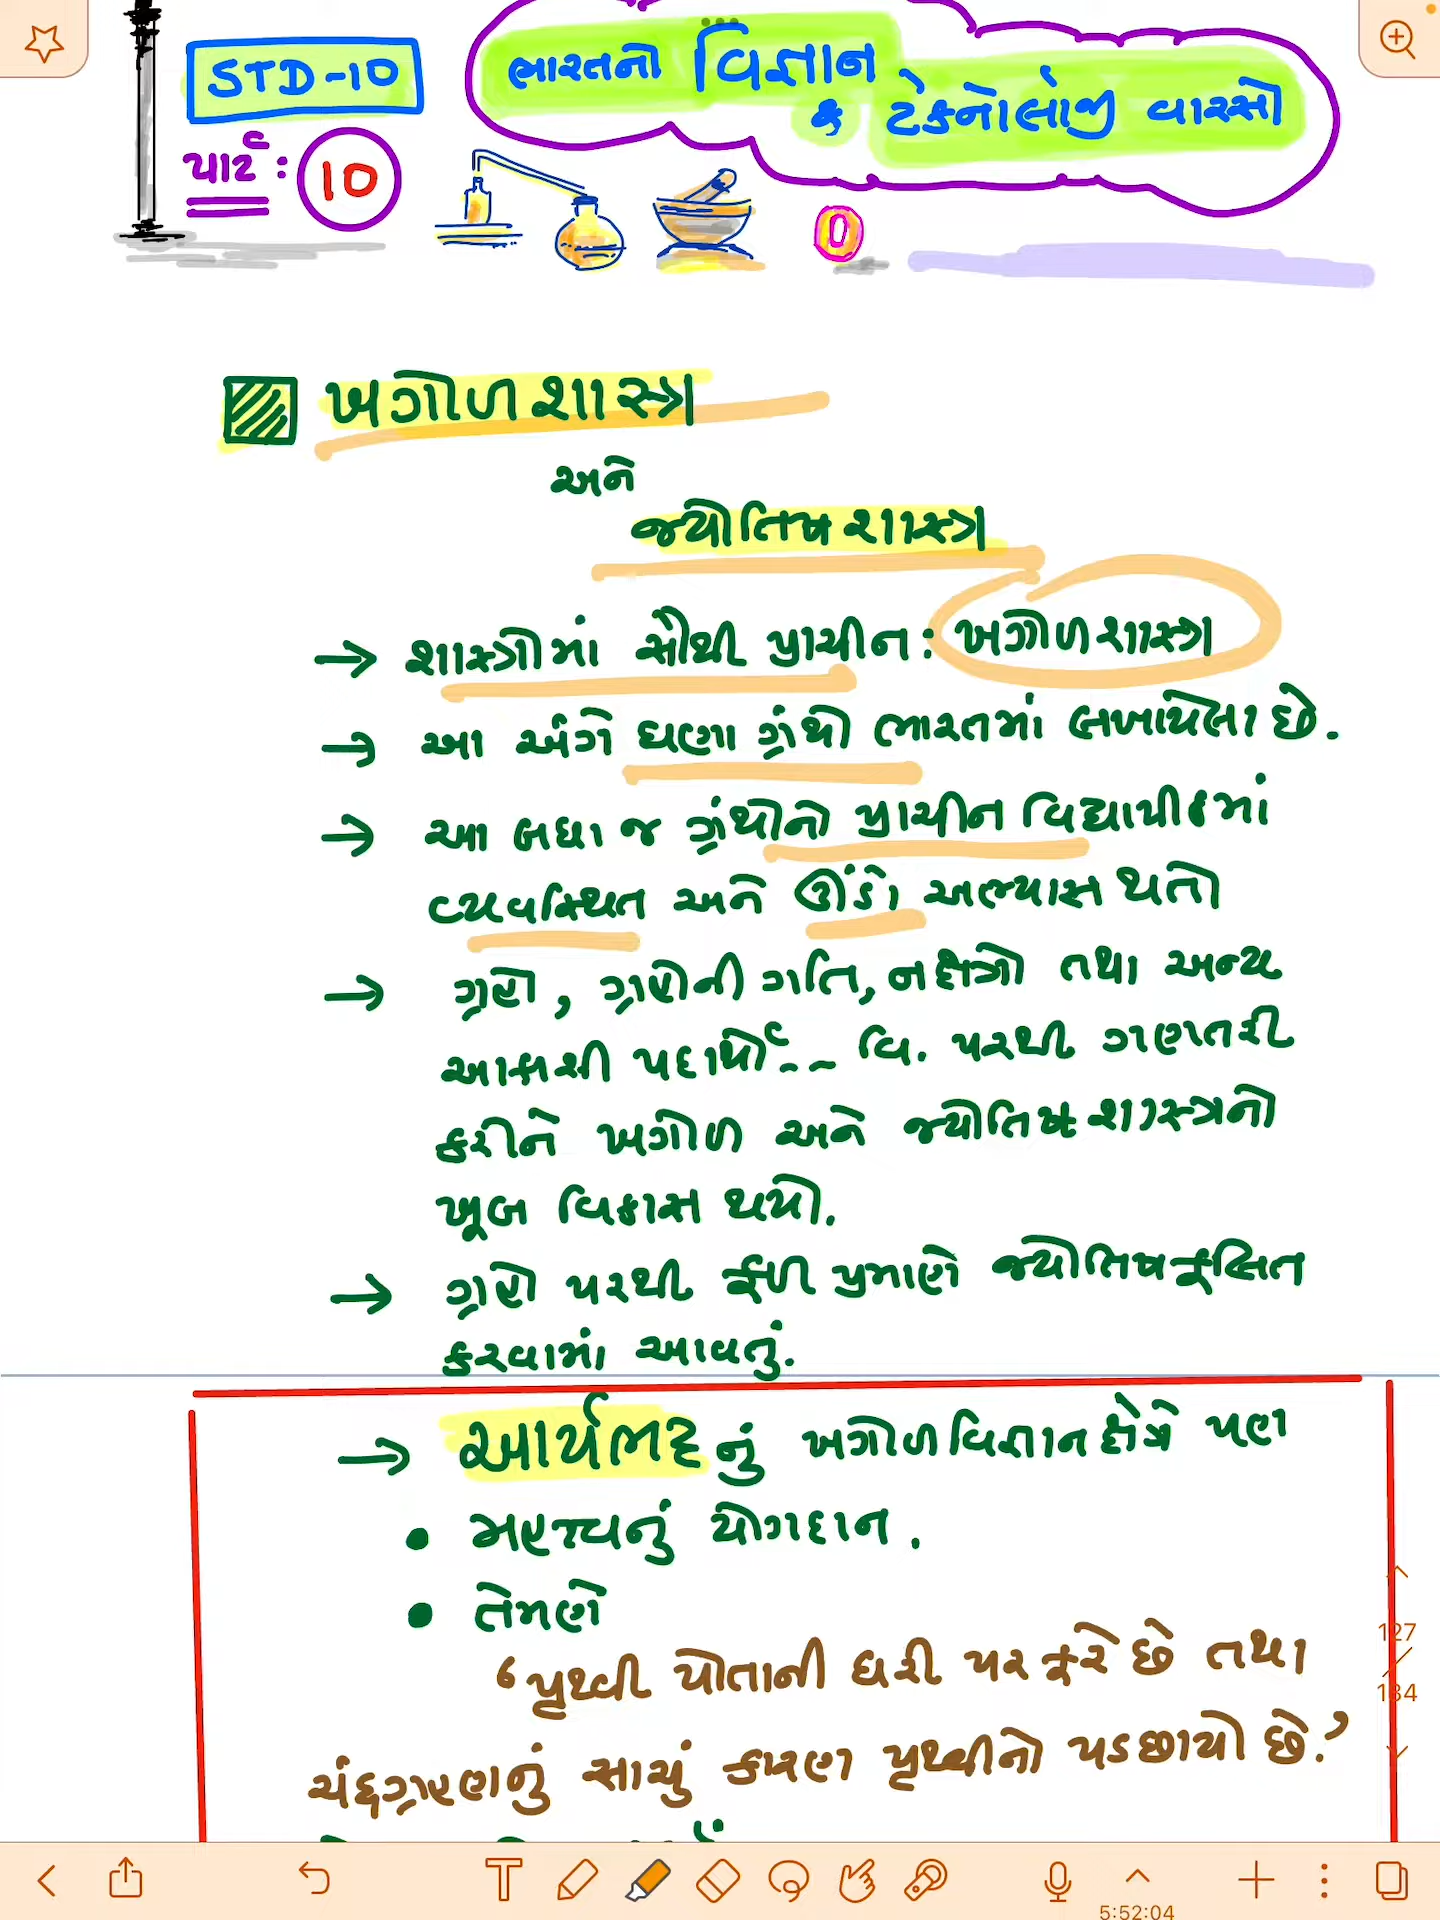 STD-10
ભારતનો વિજ્ઞાન
& ટેકનોલોજી વારસો
પાર્ટ : 10
ખગોળશાસ્ત્ર
અને
જ્યોતિષશાસ્ત્ર
→ શાસ્ત્રોમાં સૌથી પ્રાચીન : ખગોળશાસ્ત્ર
→ આ અંગે ઘણા ગ્રંથો ભારતમાં લખાયેલા છે.
→ આ બધા જ ગ્રંથોનો પ્રાચીન વિદ્યાપીઠમાં
વ્યવસ્થિત અને ઊંડો અભ્યાસ થતો
→ ગ્રહો, ગ્રહોની ગતિ, નક્ષત્રો તથા અન્ય
આકાશી પદાર્થો... વિ. પરથી ગણતરી
કરીને ખગોળ અને જ્યોતિષશાસ્ત્રનો
ખૂબ વિકાસ થયો.
→ ગ્રહો પરથી ફળ પ્રમાણે જ્યોતિષ ફલિત
કરવામાં આવતું.
→ આર્યભટ્ટનું ખગોળવિજ્ઞાન ક્ષેત્રે પણ
• મહત્ત્વનું યોગદાન.
• તેમણે
'પૃથ્વી પોતાની ધરી પર ફરે છે તથા
ચંદ્રગ્રહણનું સાચું કારણ પૃથ્વીનો પડછાયો છે.'
127
134
T
5:52:04